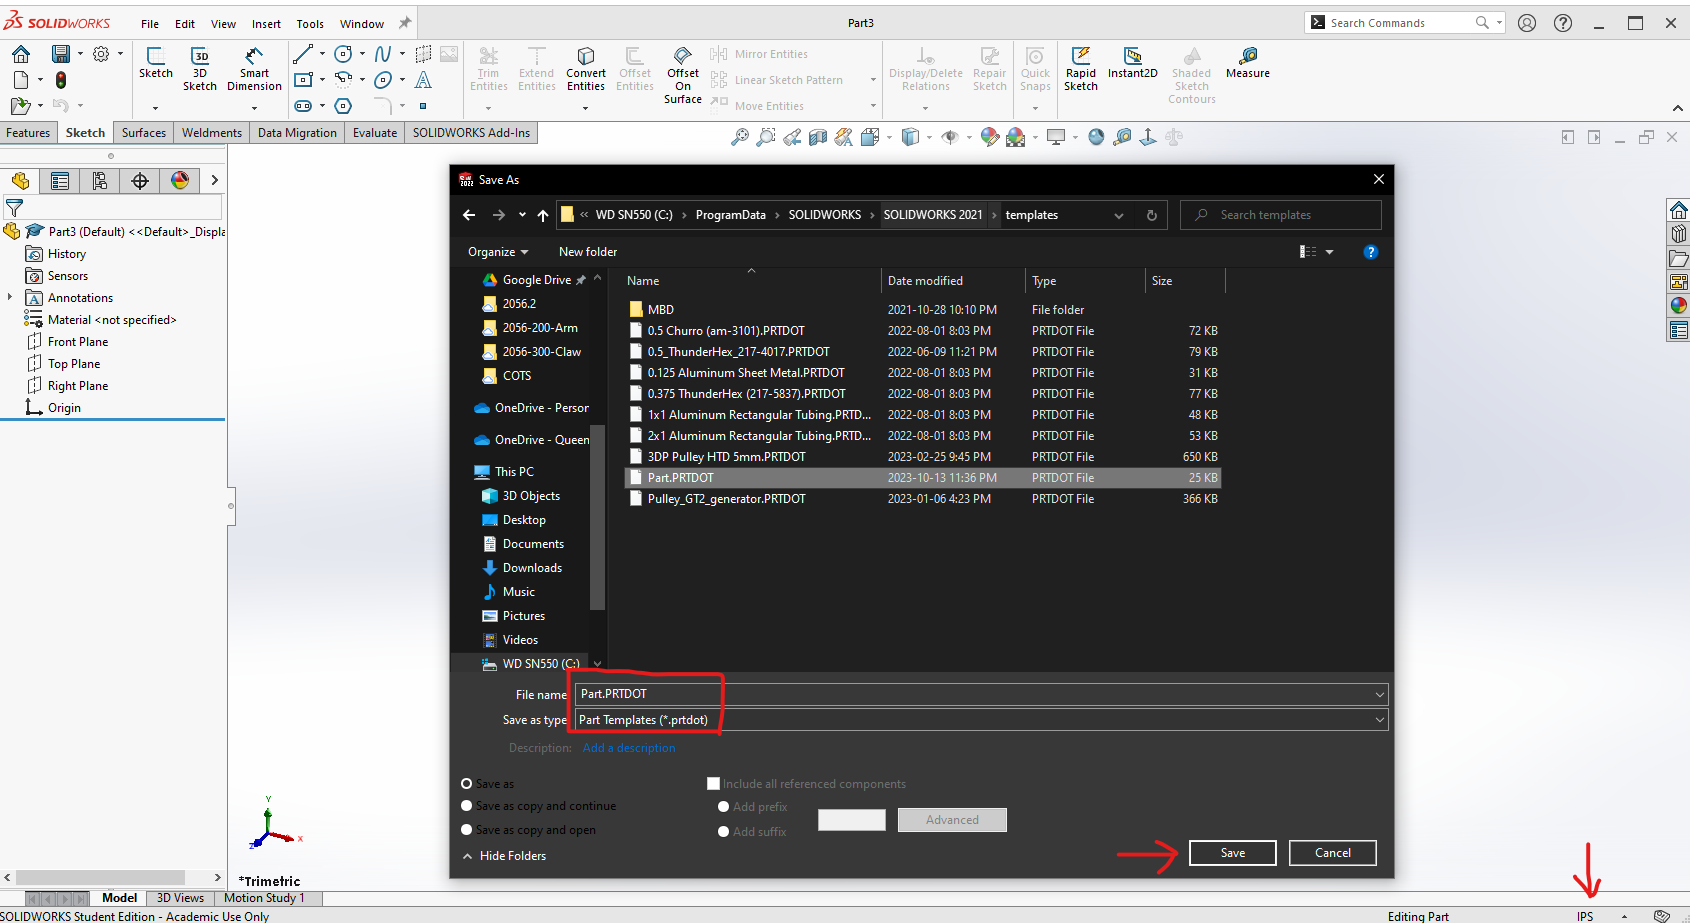 SOLIDWORKS File Edit View Insert Tools Window Part3 Search Commands
Sketch 3D Sketch Smart Dimension Trim Entities Extend Entities Convert Entities Offset Entities Offset On Surface Mirror Entities Linear Sketch Pattern Move Entities Display/Delete Relations Repair Sketch Quick Snaps Rapid Sketch Instant2D Shaded Sketch Contours Measure
Features Sketch Surfaces Weldments Data Migration Evaluate SOLIDWORKS Add-Ins
Part3 (Default) <<Default>_Displa
History
Sensors
Annotations
Material <not specified>
Front Plane
Top Plane
Right Plane
Origin
Save As
« WD SN550 (C:) › ProgramData › SOLIDWORKS › SOLIDWORKS 2021 › templates Search templates
Organize New folder
Google Drive
2056.2
2056-200-Arm
2056-300-Claw
COTS
OneDrive - Person
OneDrive - Queen
This PC
3D Objects
Desktop
Documents
Downloads
Music
Pictures
Videos
WD SN550 (C:)
Name Date modified Type Size
MBD 2021-10-28 10:10 PM File folder
0.5 Churro (am-3101).PRTDOT 2022-08-01 8:03 PM PRTDOT File 72 KB
0.5_ThunderHex_217-4017.PRTDOT 2022-06-09 11:21 PM PRTDOT File 79 KB
0.125 Aluminum Sheet Metal.PRTDOT 2022-08-01 8:03 PM PRTDOT File 31 KB
0.375 ThunderHex (217-5837).PRTDOT 2022-08-01 8:03 PM PRTDOT File 77 KB
1x1 Aluminum Rectangular Tubing.PRTD... 2022-08-01 8:03 PM PRTDOT File 48 KB
2x1 Aluminum Rectangular Tubing.PRTD... 2022-08-01 8:03 PM PRTDOT File 53 KB
3DP Pulley HTD 5mm.PRTDOT 2023-02-25 9:45 PM PRTDOT File 650 KB
Part.PRTDOT 2023-10-13 11:36 PM PRTDOT File 25 KB
Pulley_GT2_generator.PRTDOT 2023-01-06 4:23 PM PRTDOT File 366 KB
File name: Part.PRTDOT
Save as type: Part Templates (*.prtdot)
Description: Add a description
Save as
Save as copy and continue
Save as copy and open
Include all referenced components
Add prefix
Add suffix
Advanced
Hide Folders
Save Cancel
Y
X
Z
*Trimetric
Model 3D Views Motion Study 1
SOLIDWORKS Student Edition - Academic Use Only Editing Part IPS